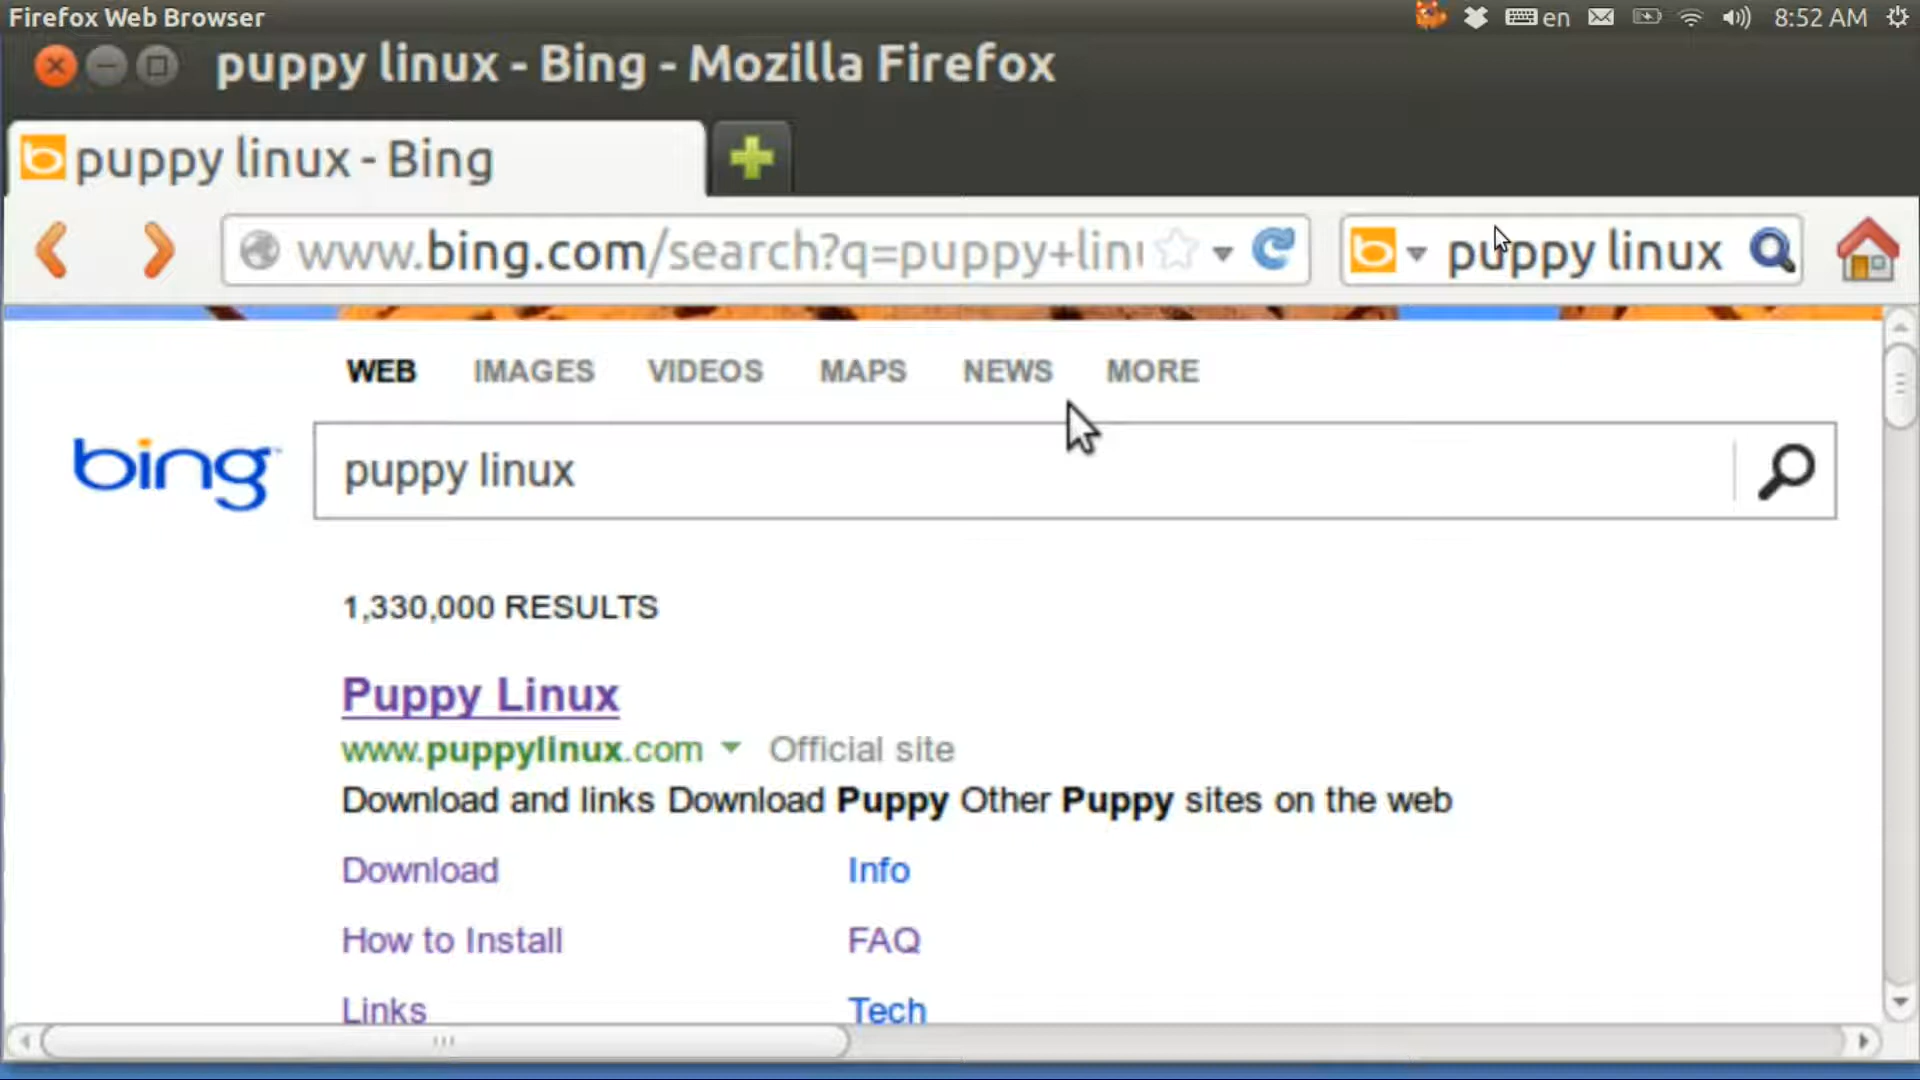 Firefox Web Browser
en
8:52 AM
puppy linux - Bing - Mozilla Firefox
puppy linux - Bing
www.bing.com/search?q=puppy+linu
puppy linux
WEB IMAGES VIDEOS MAPS NEWS MORE
bing
puppy linux
1,330,000 RESULTS
Puppy Linux
www.puppylinux.com Official site
Download and links Download Puppy Other Puppy sites on the web
Download Info
How to Install FAQ
Links Tech